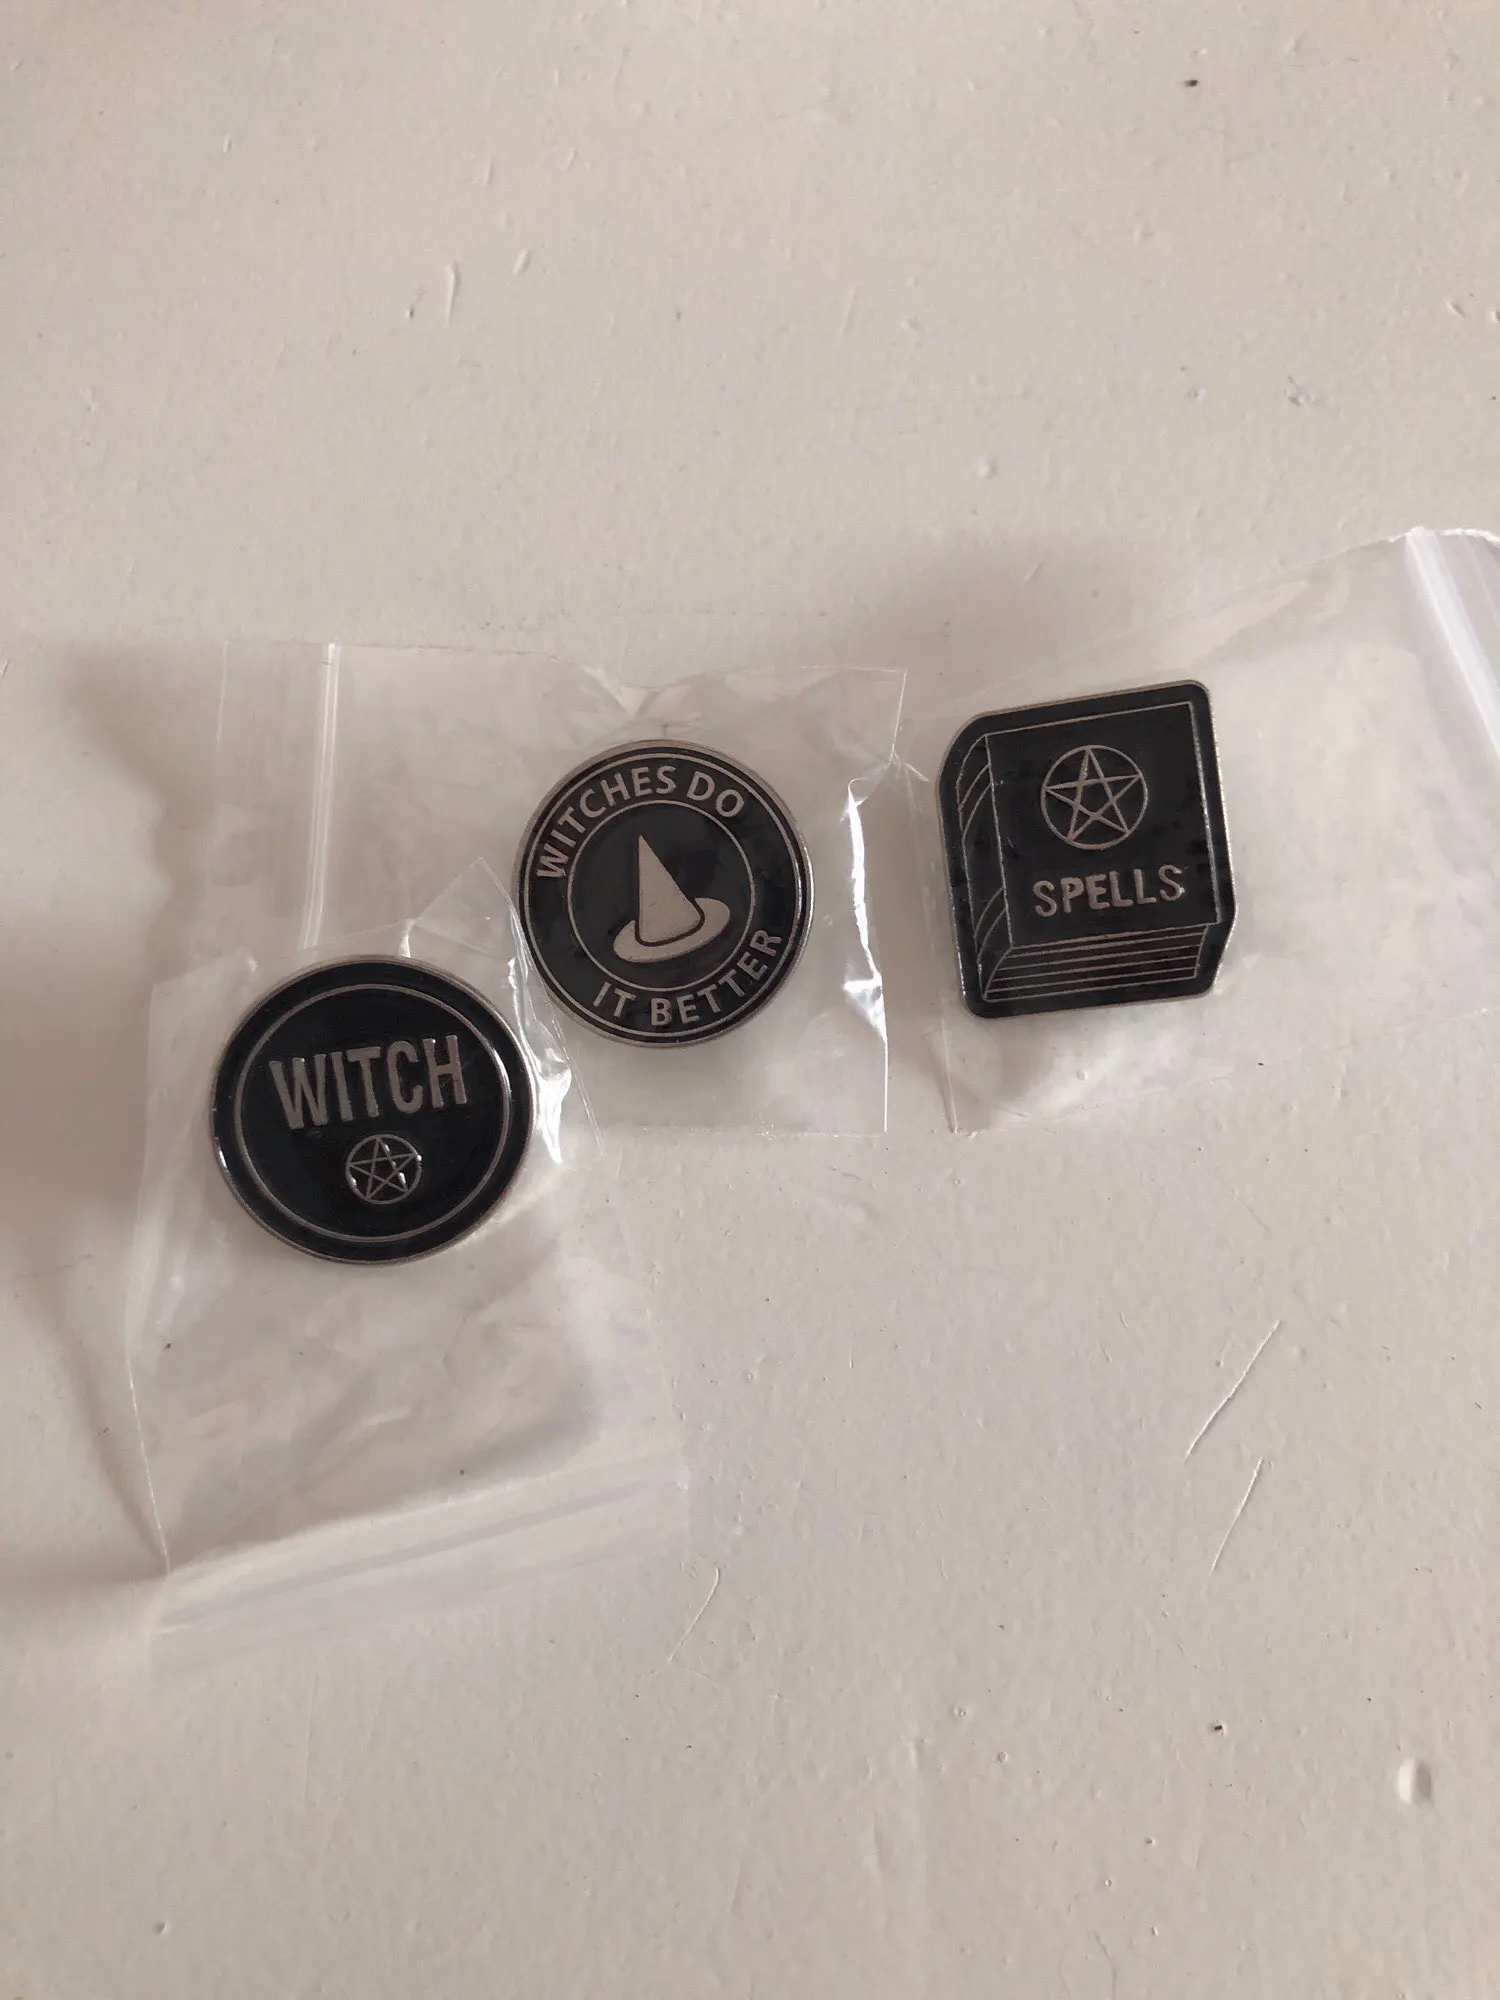 WITCH
WITCHES DO
IT BETTER
SPELLS